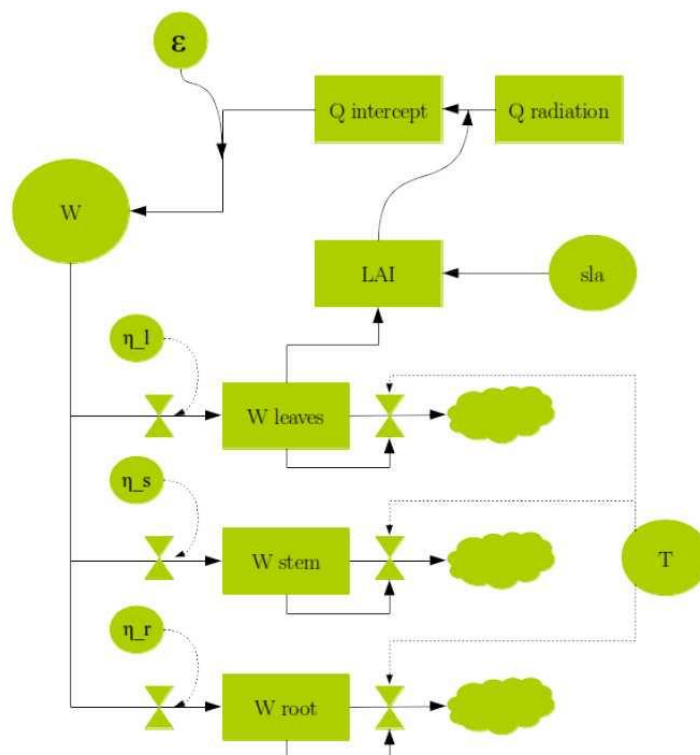 ε
Q intercept
Q radiation
W
LAI
sla
η_l
W leaves
η_s
W stem
T
η_r
W root